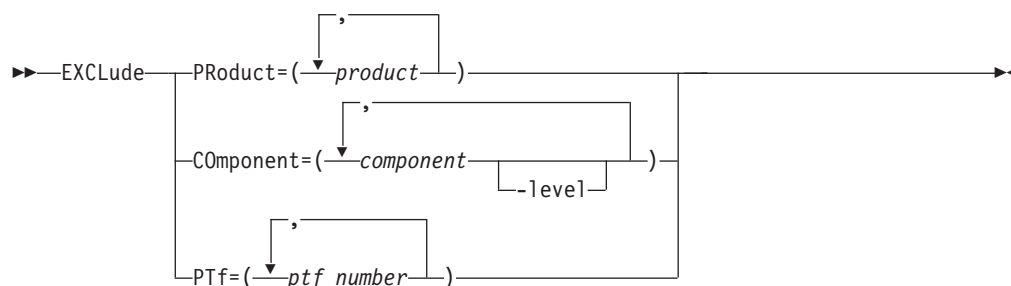 ,
EXCLude PRoduct=( product )
,
COmponent=( component )
-level
,
PTf=( ptf number )